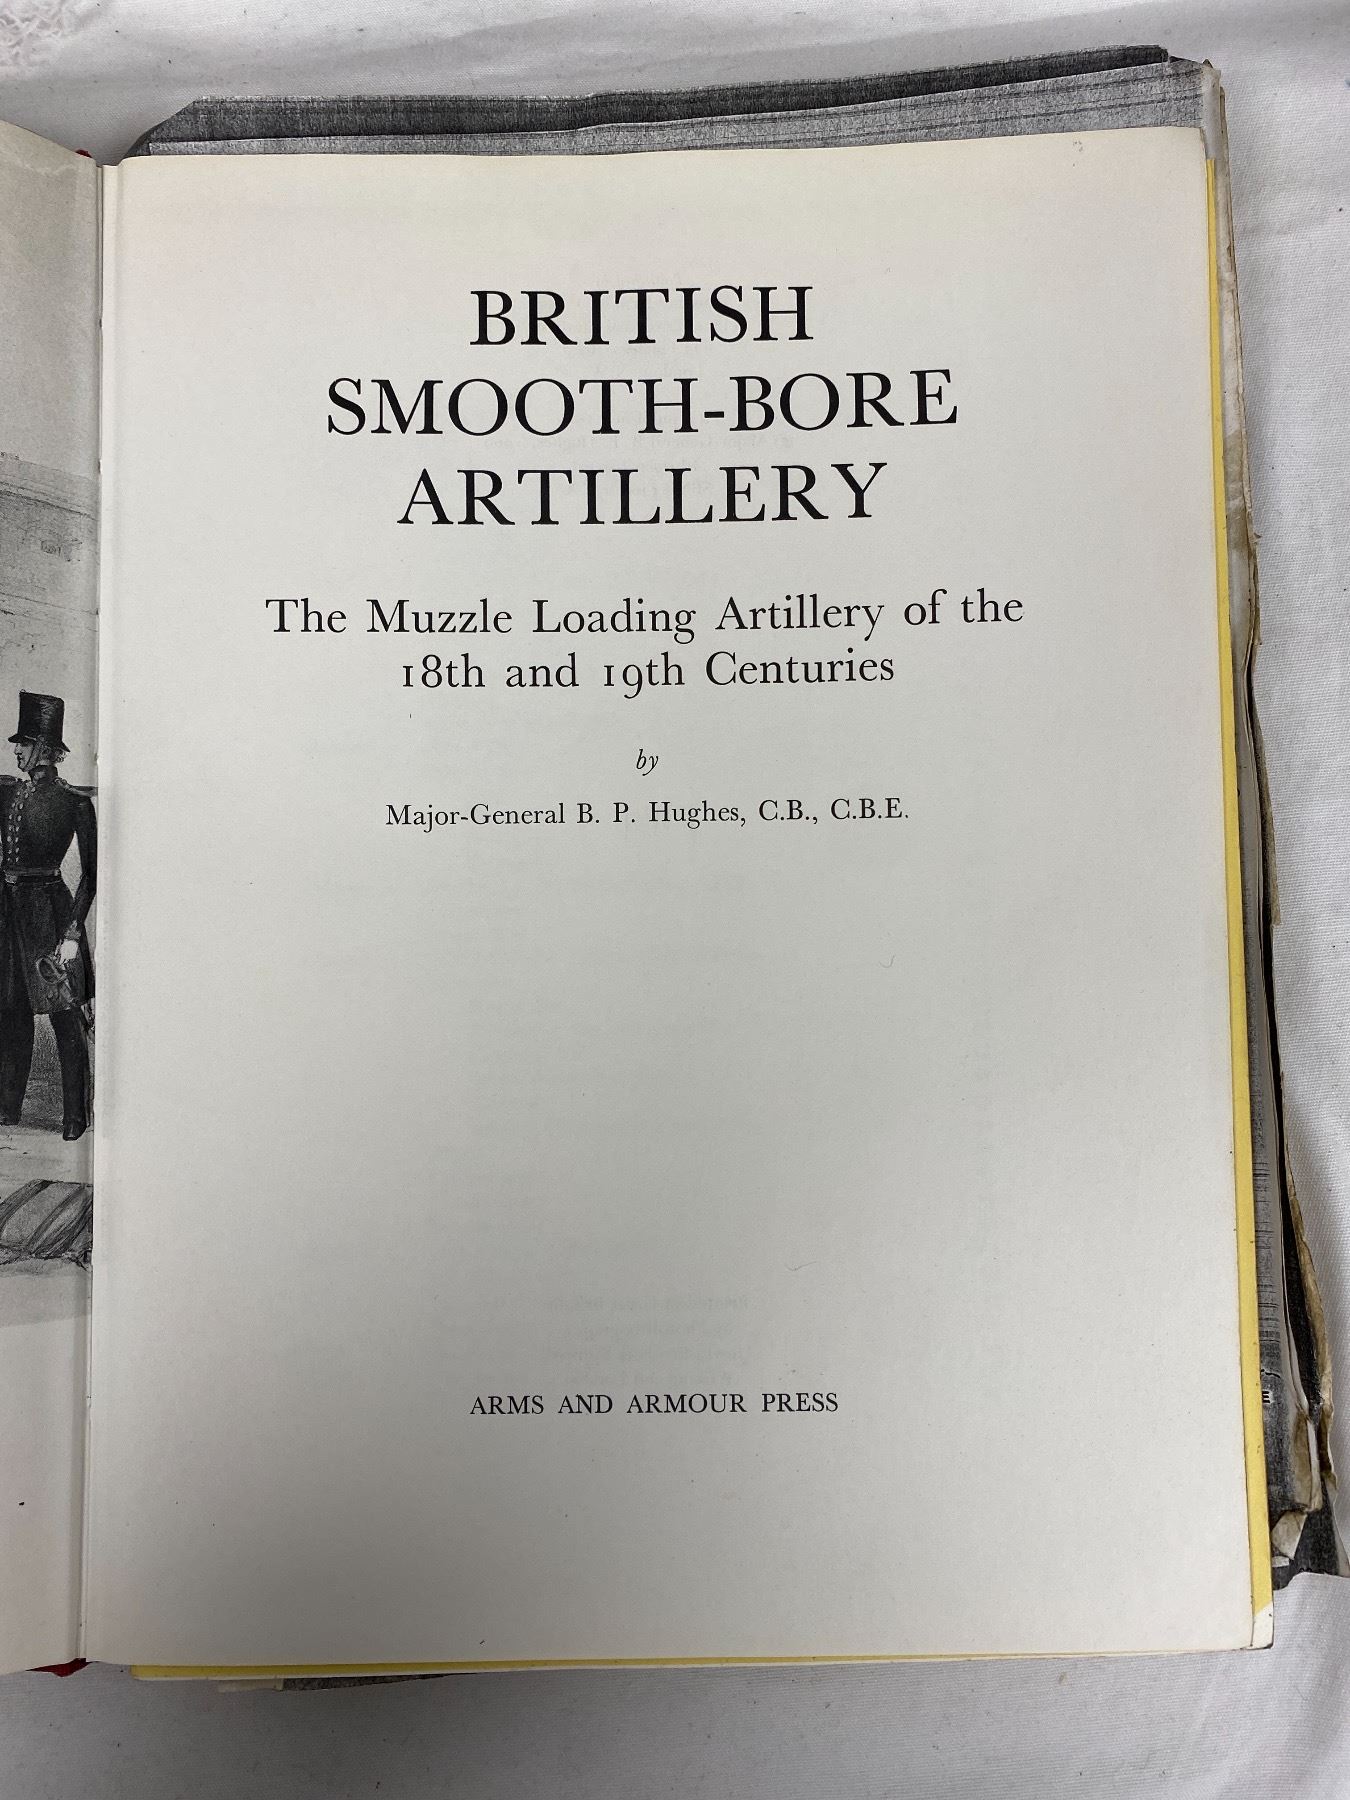 BRITISH
SMOOTH-BORE
ARTILLERY
The Muzzle Loading Artillery of the
18th and 19th Centuries
by
Major-General B. P. Hughes, C.B., C.B.E.
ARMS AND ARMOUR PRESS
E